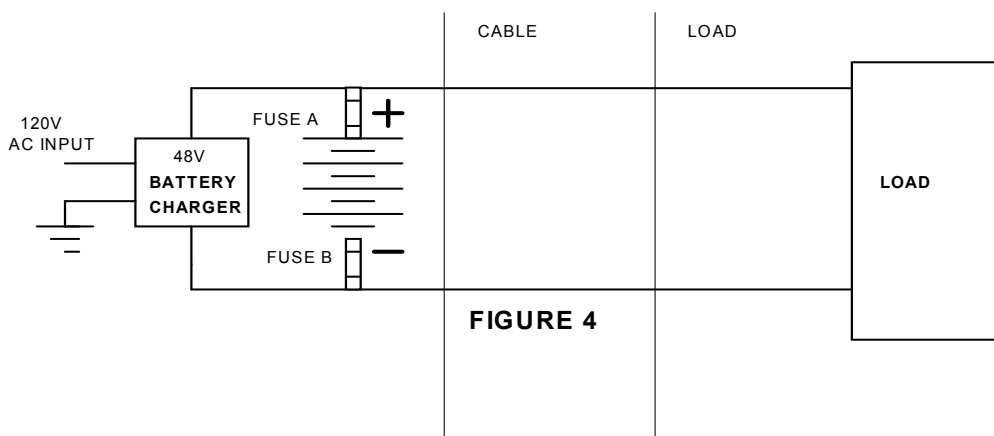 CABLE
LOAD
120V
AC INPUT
FUSE A
+
48V
BATTERY
CHARGER
LOAD
FUSE B
−
FIGURE 4